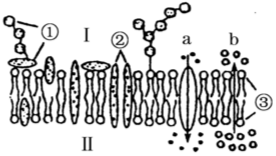 ① Ⅰ ② a b
③
Ⅱ